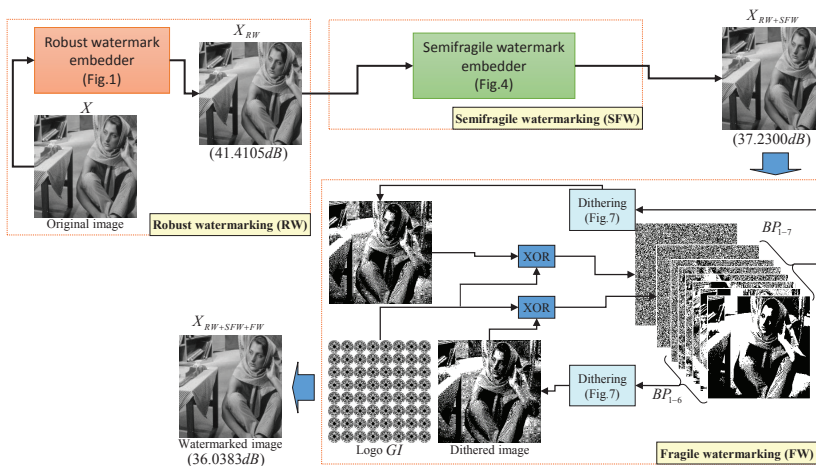 X_RW
Robust watermark
embedder
(Fig.1)
X
(41.4105dB)
Original image
Robust watermarking (RW)
Semifragile watermark
embedder
(Fig.4)
Semifragile watermarking (SFW)
X_RW+SFW
(37.2300dB)
Dithering
(Fig.7)
BP_1−7
XOR
XOR
X_RW+SFW+FW
Watermarked image
(36.0383dB)
Logo GI
Dithered image
Dithering
(Fig.7)
BP_1−6
Fragile watermarking (FW)